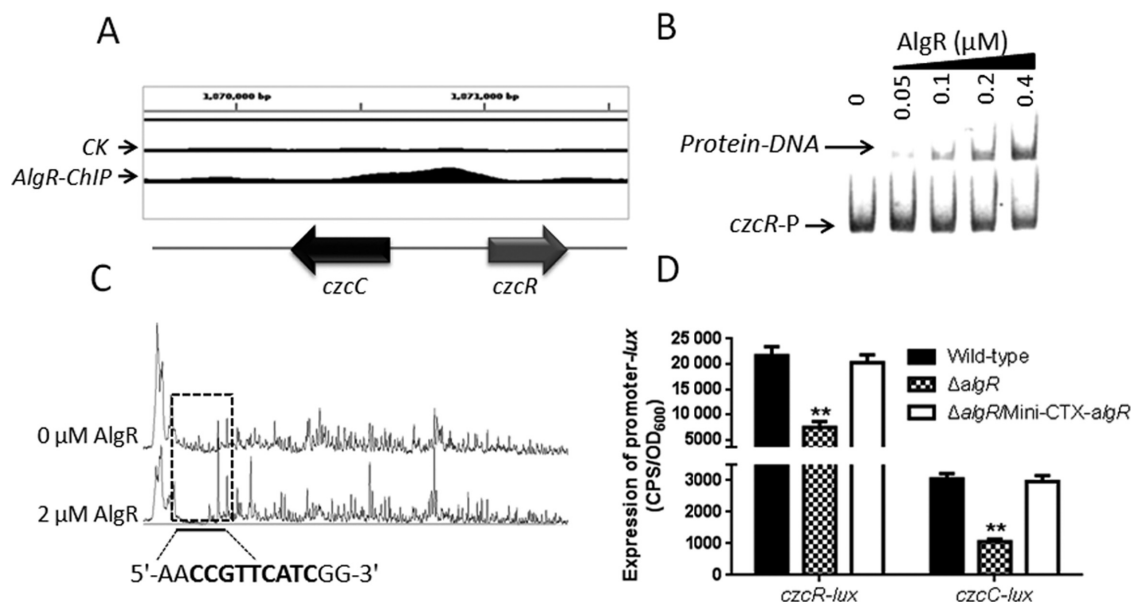 A
1,070,000 bp 1,071,000 bp
CK
AlgR-ChIP
czcC czcR
B
AlgR (μM)
0 0.05 0.1 0.2 0.4
Protein-DNA
czcR-P
C
0 μM AlgR
2 μM AlgR
5'-AACCGTTCATCGG-3'
D
Expression of promoter-lux
(CPS/OD600)
25 000
20 000
15 000
10 000
5000
3000
2000
1000
0
Wild-type
ΔalgR
ΔalgR/Mini-CTX-algR
**
**
czcR-lux czcC-lux